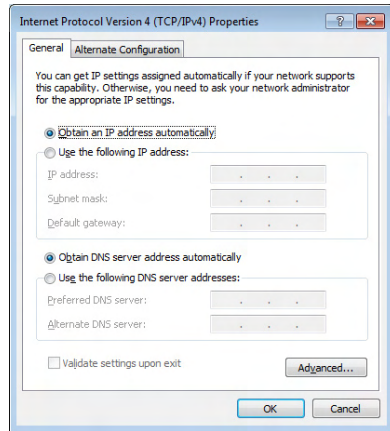 Internet Protocol Version 4 (TCP/IPv4) Properties
General
Alternate Configuration
You can get IP settings assigned automatically if your network supports
this capability. Otherwise, you need to ask your network administrator
for the appropriate IP settings.
Obtain an IP address automatically
Use the following IP address:
IP address:
Subnet mask:
Default gateway:
Obtain DNS server address automatically
Use the following DNS server addresses:
Preferred DNS server:
Alternate DNS server:
Validate settings upon exit
Advanced...
OK
Cancel